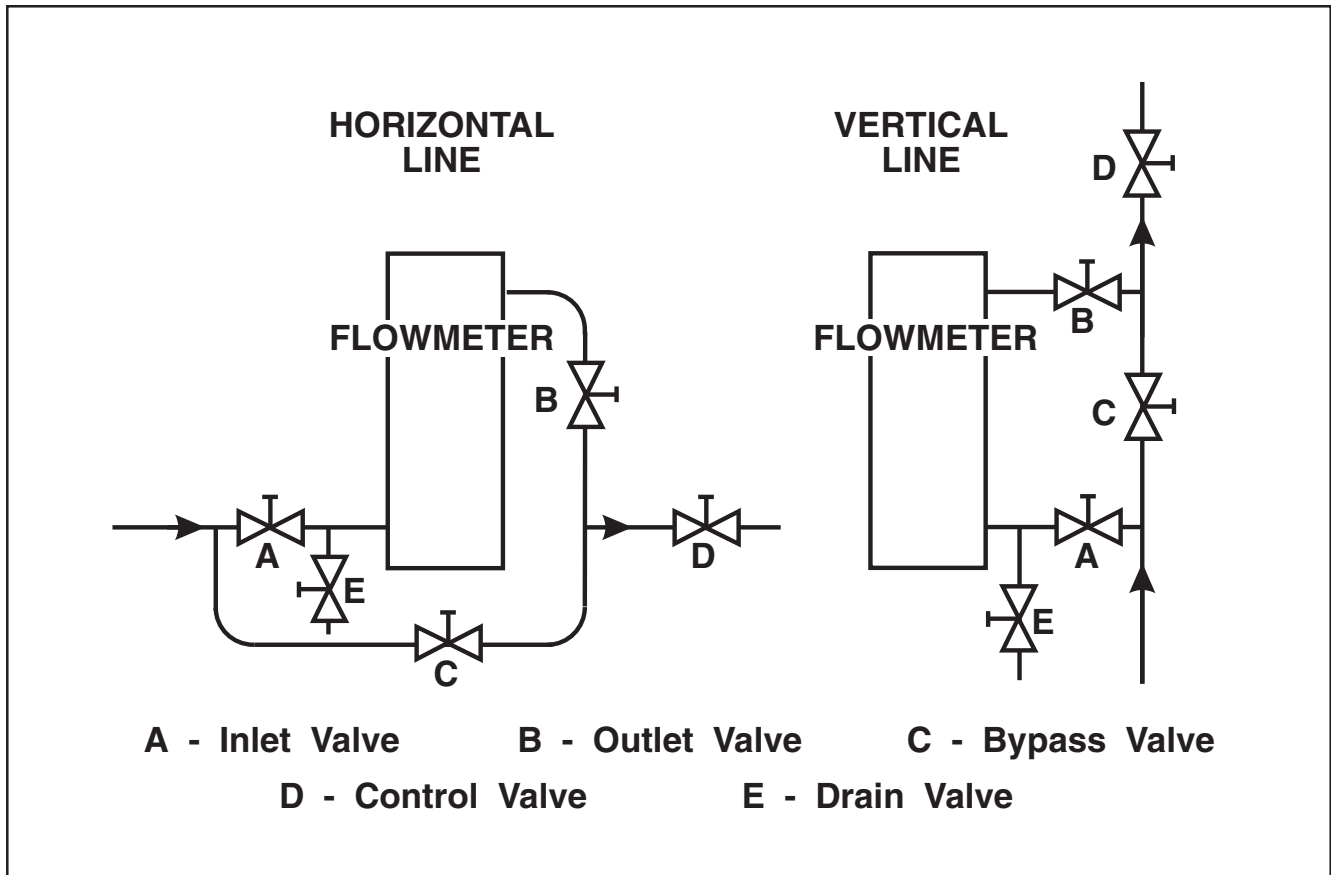 HORIZONTAL
LINE
FLOWMETER
B
A
E
D
C
VERTICAL
LINE
D
FLOWMETER
B
C
A
E
A - Inlet Valve B - Outlet Valve C - Bypass Valve
D - Control Valve E - Drain Valve